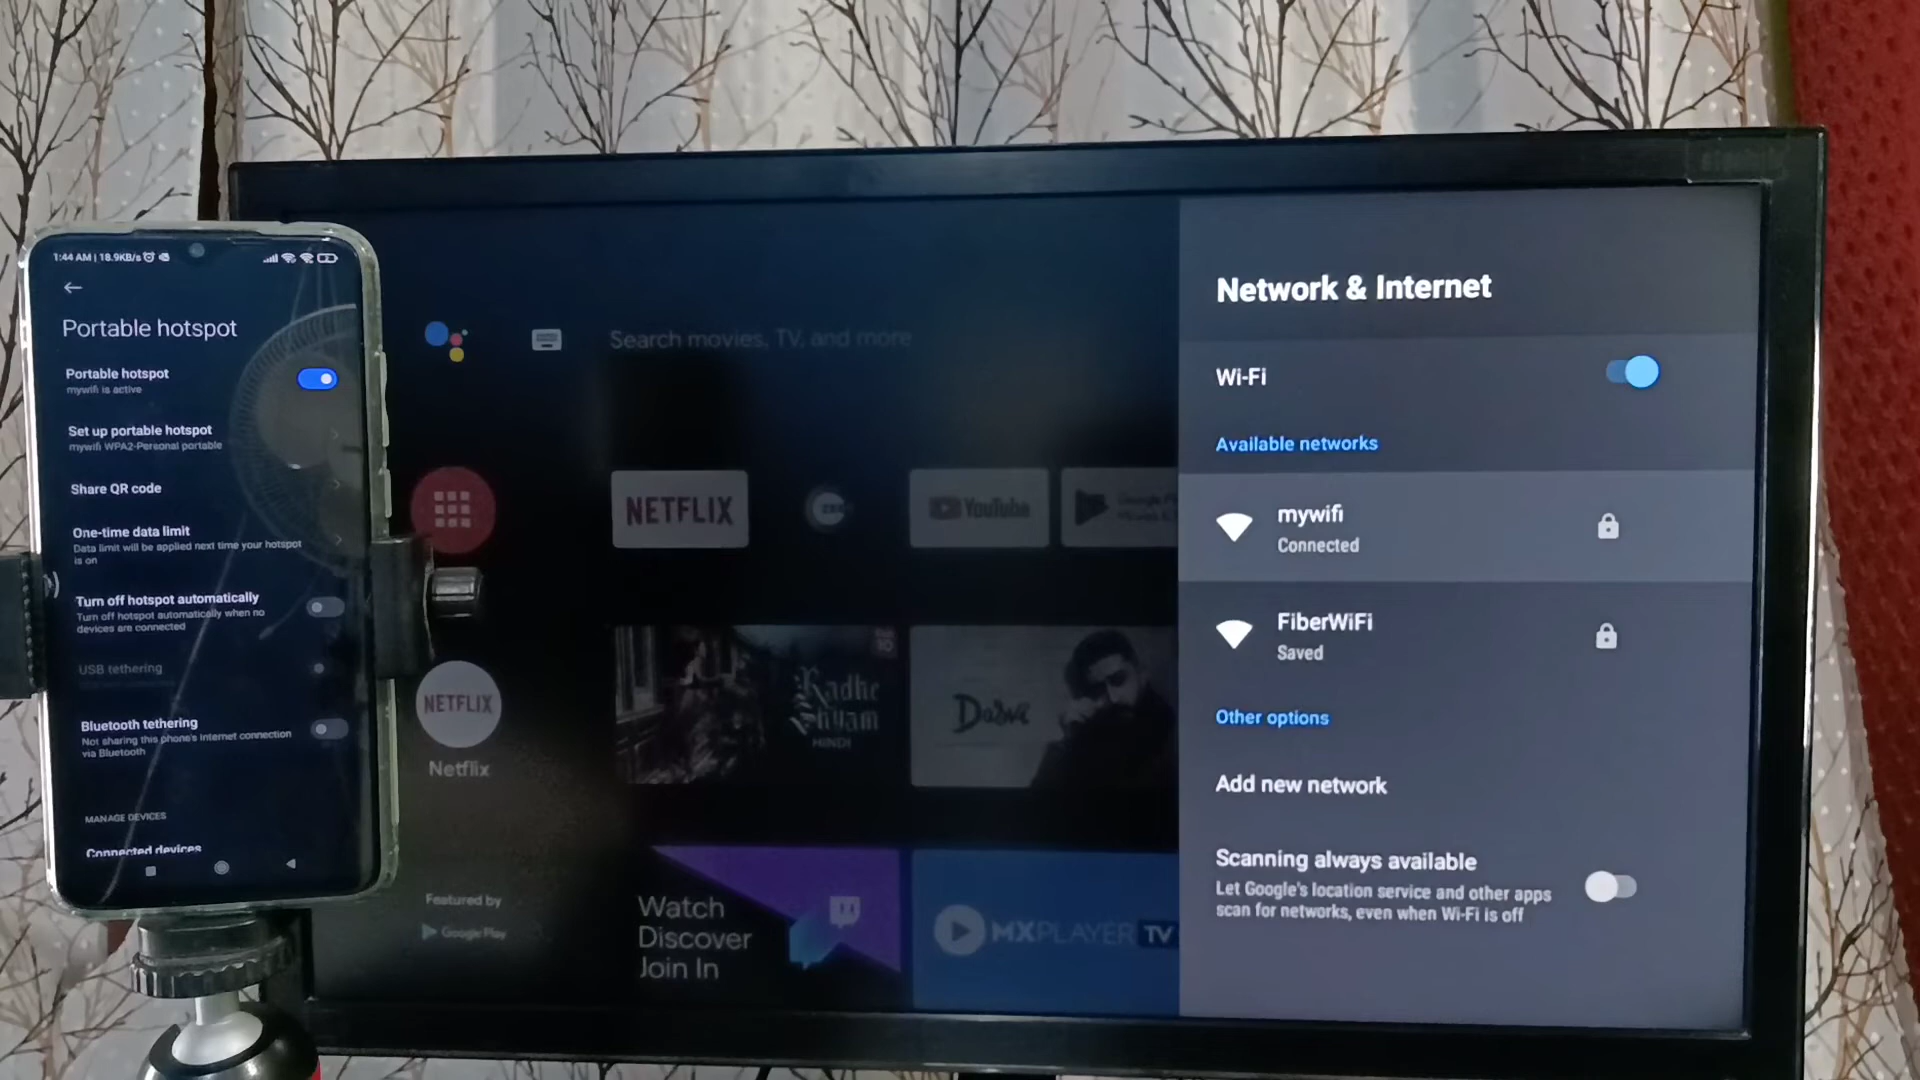 1:44 AM | 18.9KB/s
Portable hotspot
Portable hotspot
mywifi is active
Set up portable hotspot
mywifi WPA2-Personal portable
Share QR code
One-time data limit
Data limit will be applied next time your hotspot
is on
Turn off hotspot automatically
Turn off hotspot automatically when no
devices are connected
USB tethering
Bluetooth tethering
Not sharing this phone's internet connection
via Bluetooth
MANAGE DEVICES
Connected devices
Search movies, TV, and more
NETFLIX
YouTube
Google Play
NETFLIX
Netflix
Radhe
Shyam
HINDI
Dasvi
Featured by
Google Play
Watch
Discover
Join In
MXPLAYER TV
Network & Internet
Wi-Fi
Available networks
mywifi
Connected
FiberWiFi
Saved
Other options
Add new network
Scanning always available
Let Google's location service and other apps
scan for networks, even when Wi-Fi is off